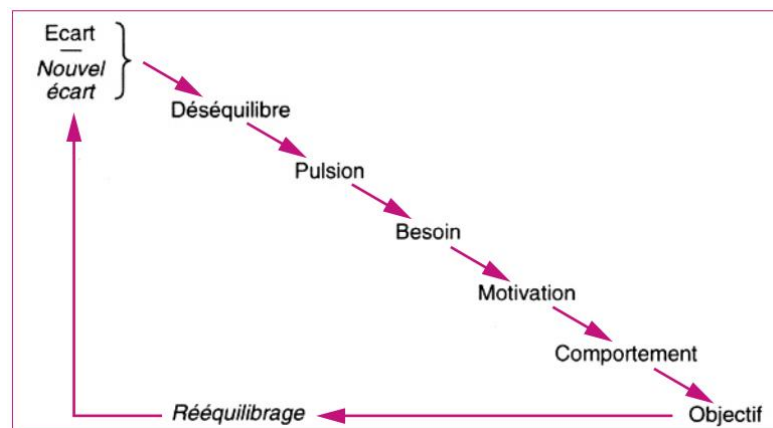 Ecart
Nouvel
écart
Déséquilibre
Pulsion
Besoin
Motivation
Comportement
Rééquilibrage
Objectif